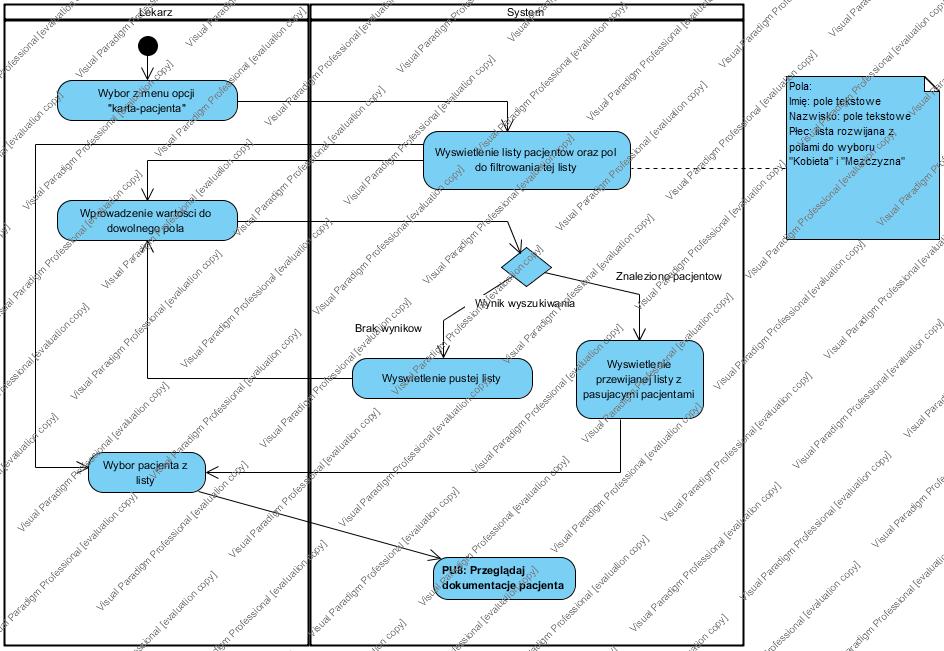 Lekarz
System
Wybor z menu opcji
"karta-pacjenta"
Wyswietlenie listy pacjentow oraz pol
do filtrowania tej listy
Pola:
Imię: pole tekstowe
Nazwisko: pole tekstowe
Płec: lista rozwijana z
polami do wyboru
"Kobieta" i "Mezczyzna"
Wprowadzenie wartosci do
dowolnego pola
Znaleziono pacjentow
Wynik wyszukiwania
Brak wynikow
Wyswietlenie pustej listy
Wyswietlenie
przewijanej listy z
pasujacymi pacjentami
Wybor pacjenta z
listy
PU8: Przeglądaj
dokumentacje pacjenta
Visual Paradigm Professional [evaluation copy]